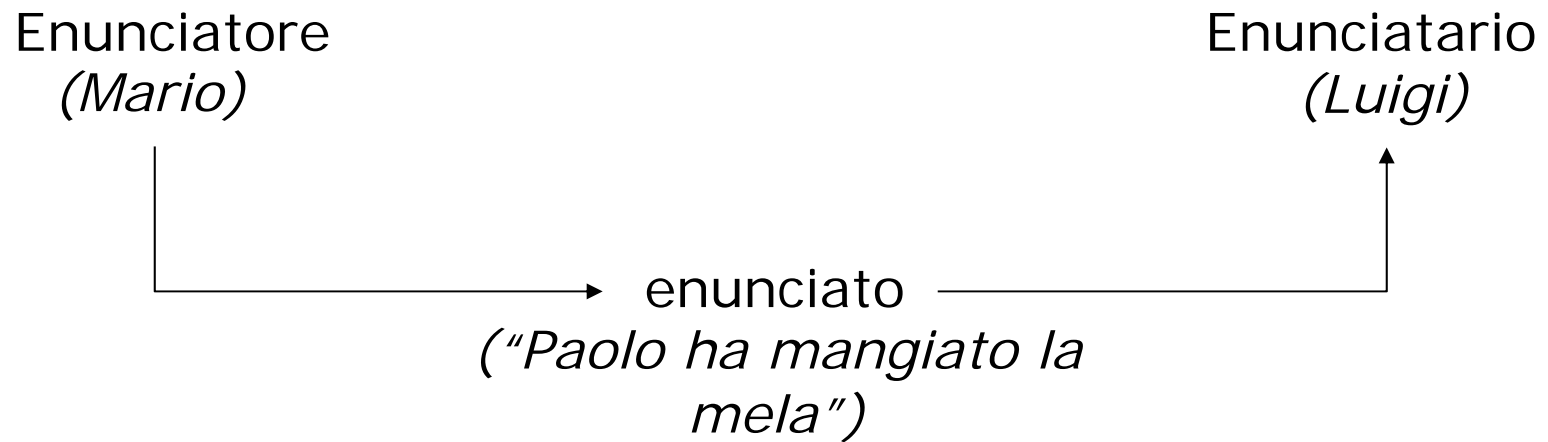 Enunciatore
(Mario)
Enunciatario
(Luigi)
enunciato
("Paolo ha mangiato la
mela")